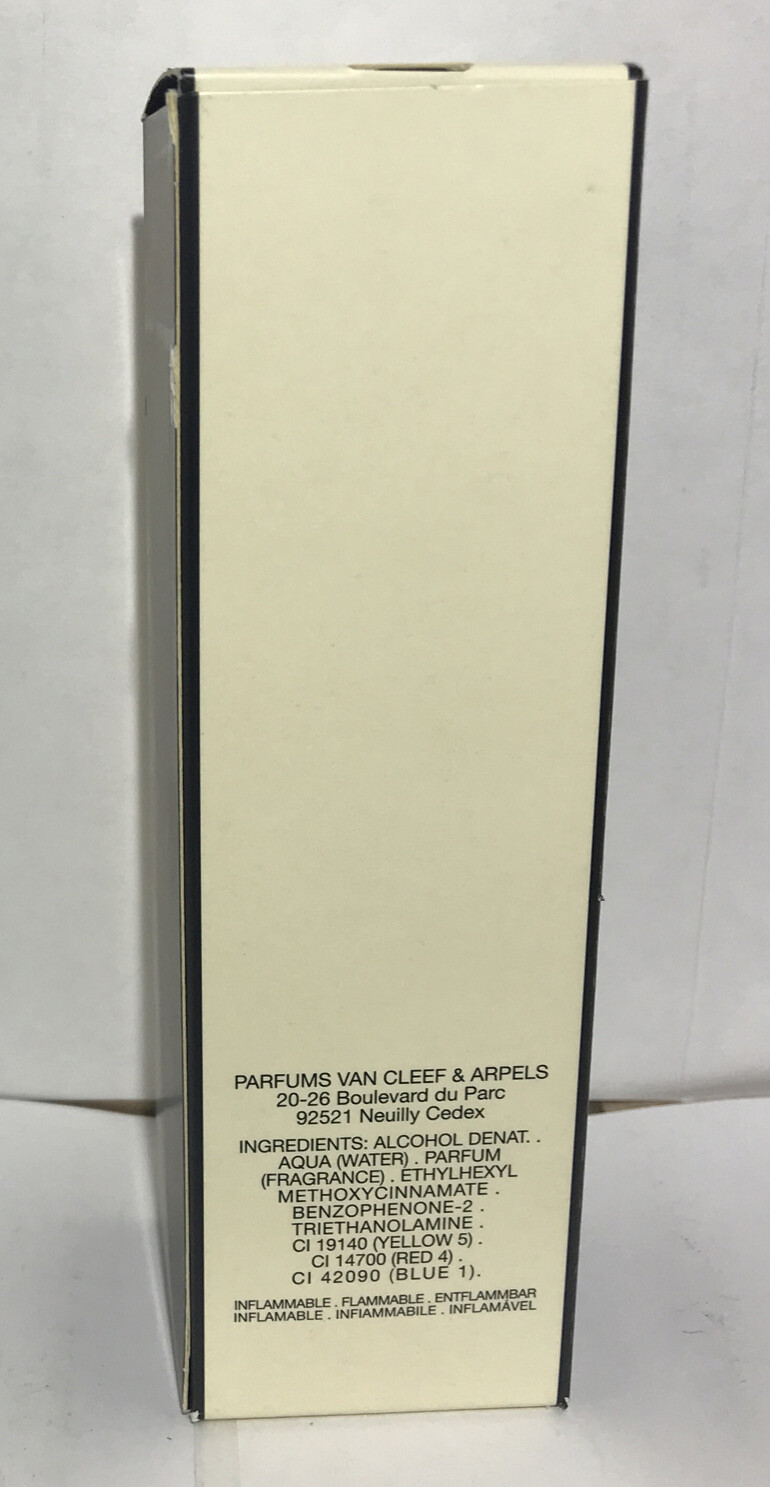 PARFUMS VAN CLEEF & ARPELS
20-26 Boulevard du Parc
92521 Neuilly Cedex
INGREDIENTS: ALCOHOL DENAT. .
AQUA (WATER) . PARFUM
(FRAGRANCE) . ETHYLHEXYL
METHOXYCINNAMATE .
BENZOPHENONE-2 .
TRIETHANOLAMINE .
CI 19140 (YELLOW 5) .
CI 14700 (RED 4) .
CI 42090 (BLUE 1).
INFLAMMABLE . FLAMMABLE . ENTFLAMMBAR
INFLAMABLE . INFIAMMABILE . INFLAMÁVEL